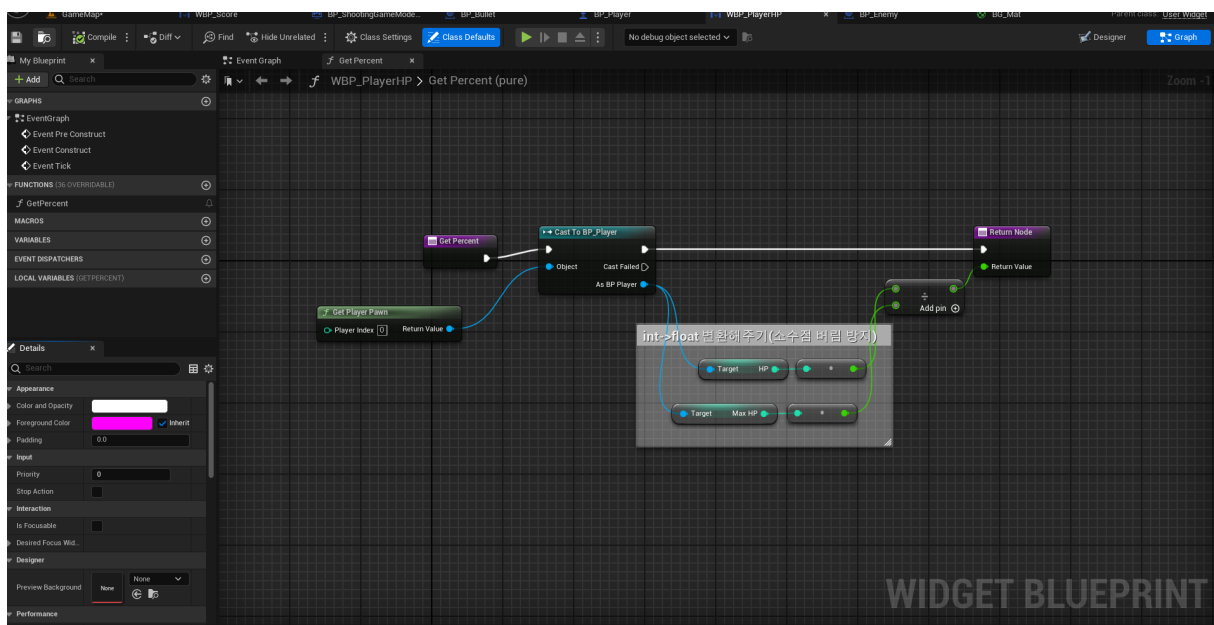 GameMap*
WBP_Score
BP_ShootingGameMode...
BP_Bullet
BP_Player
WBP_PlayerHP
BP_Enemy
BG_Mat
Parent class: User Widget
Compile
Diff
Find
Hide Unrelated
Class Settings
Class Defaults
No debug object selected
Designer
Graph
My Blueprint
Event Graph
Get Percent
Add
Search
WBP_PlayerHP > Get Percent (pure)
Zoom -1
GRAPHS
EventGraph
Event Pre Construct
Event Construct
Event Tick
FUNCTIONS (36 OVERRIDABLE)
GetPercent
MACROS
VARIABLES
EVENT DISPATCHERS
LOCAL VARIABLES (GETPERCENT)
Get Percent
Cast To BP_Player
Object
Cast Failed
As BP Player
Return Node
Return Value
÷
Add pin
Get Player Pawn
Player Index 0
Return Value
int->float 변환해주기(소수점 버림 방지)
Target HP
Target Max HP
Details
Search
Appearance
Color and Opacity
Foreground Color
Inherit
Padding
0.0
Input
Priority
0
Stop Action
Interaction
Is Focusable
Desired Focus Wid...
Designer
Preview Background
None
None
Performance
WIDGET BLUEPRINT